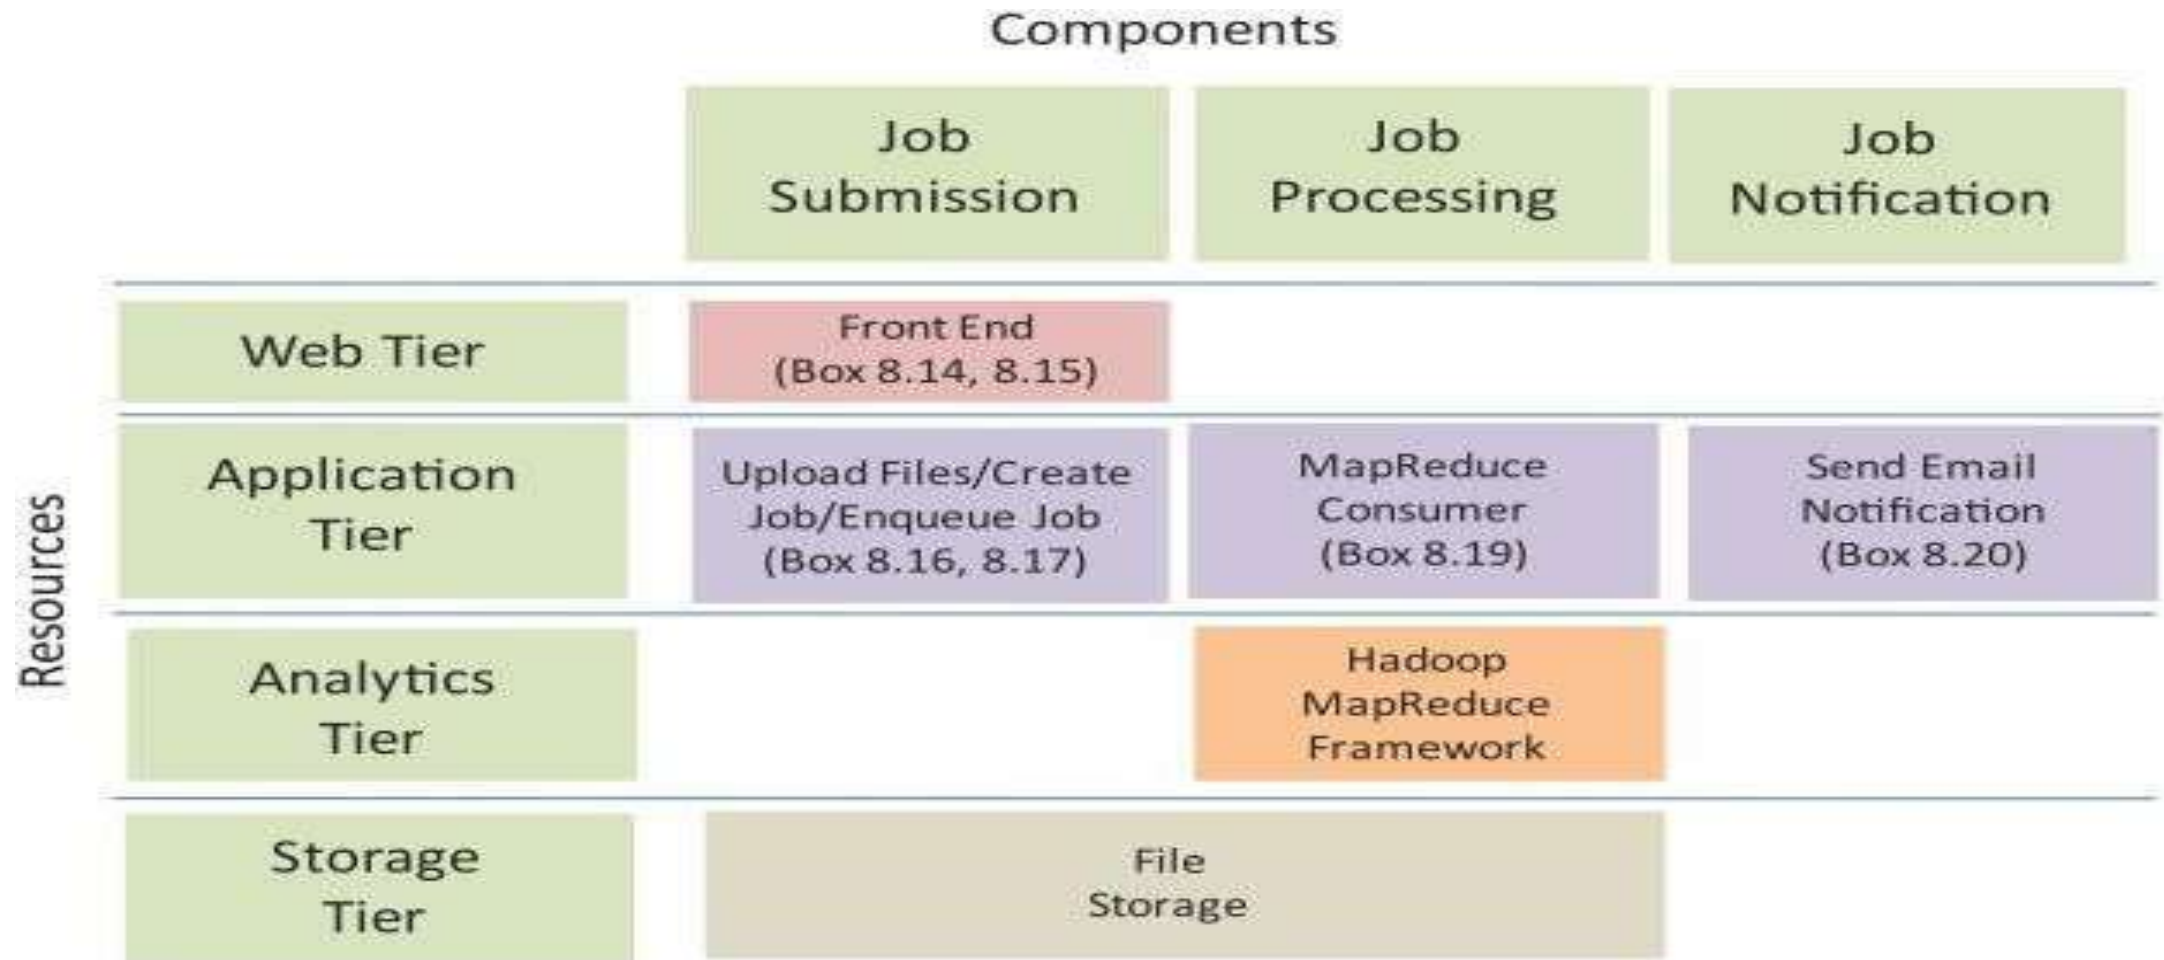 Components
Job
Submission
Job
Processing
Job
Notification
Resources
Web Tier
Front End
(Box 8.14, 8.15)
Application
Tier
Upload Files/Create
Job/Enqueue Job
(Box 8.16, 8.17)
MapReduce
Consumer
(Box 8.19)
Send Email
Notification
(Box 8.20)
Analytics
Tier
Hadoop
MapReduce
Framework
Storage
Tier
File
Storage